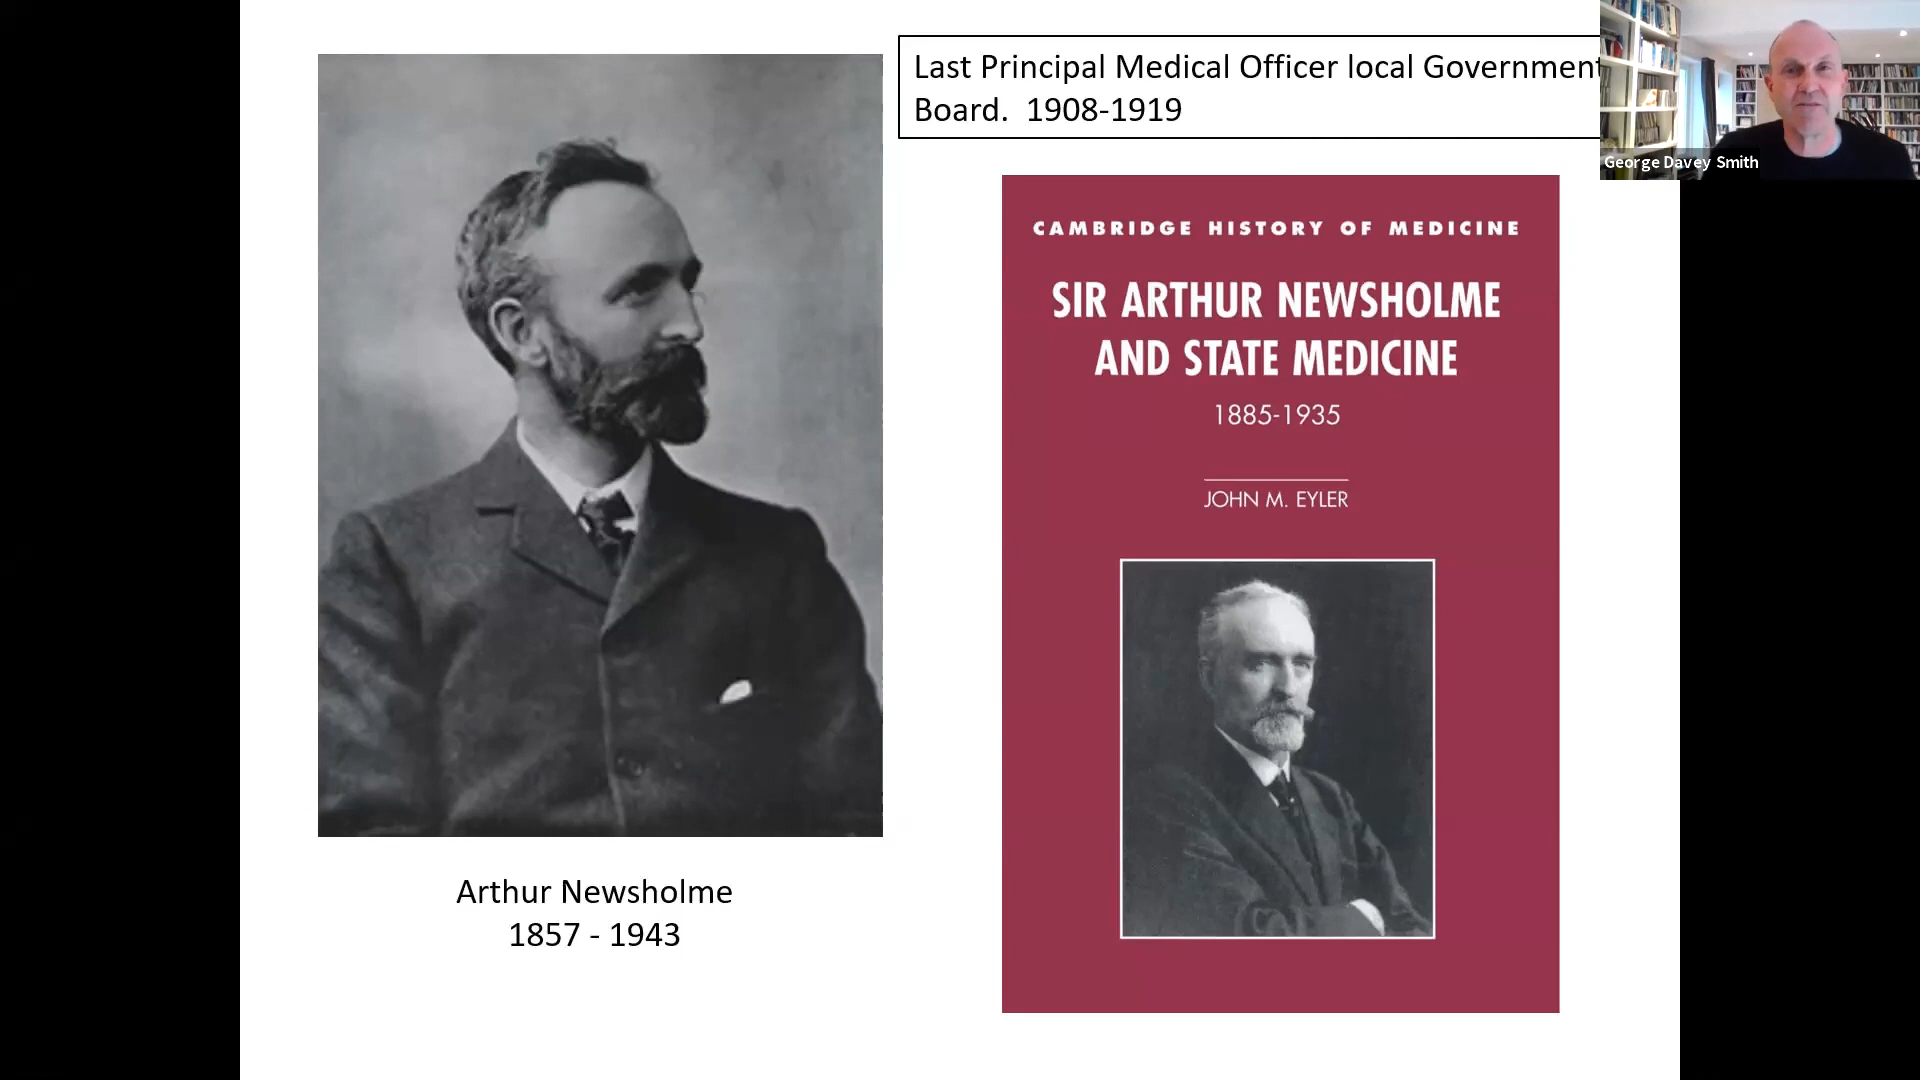 Last Principal Medical Officer local Government
Board. 1908-1919
George Davey Smith
CAMBRIDGE HISTORY OF MEDICINE
SIR ARTHUR NEWSHOLME
AND STATE MEDICINE
1885-1935
JOHN M. EYLER
Arthur Newsholme
1857 - 1943